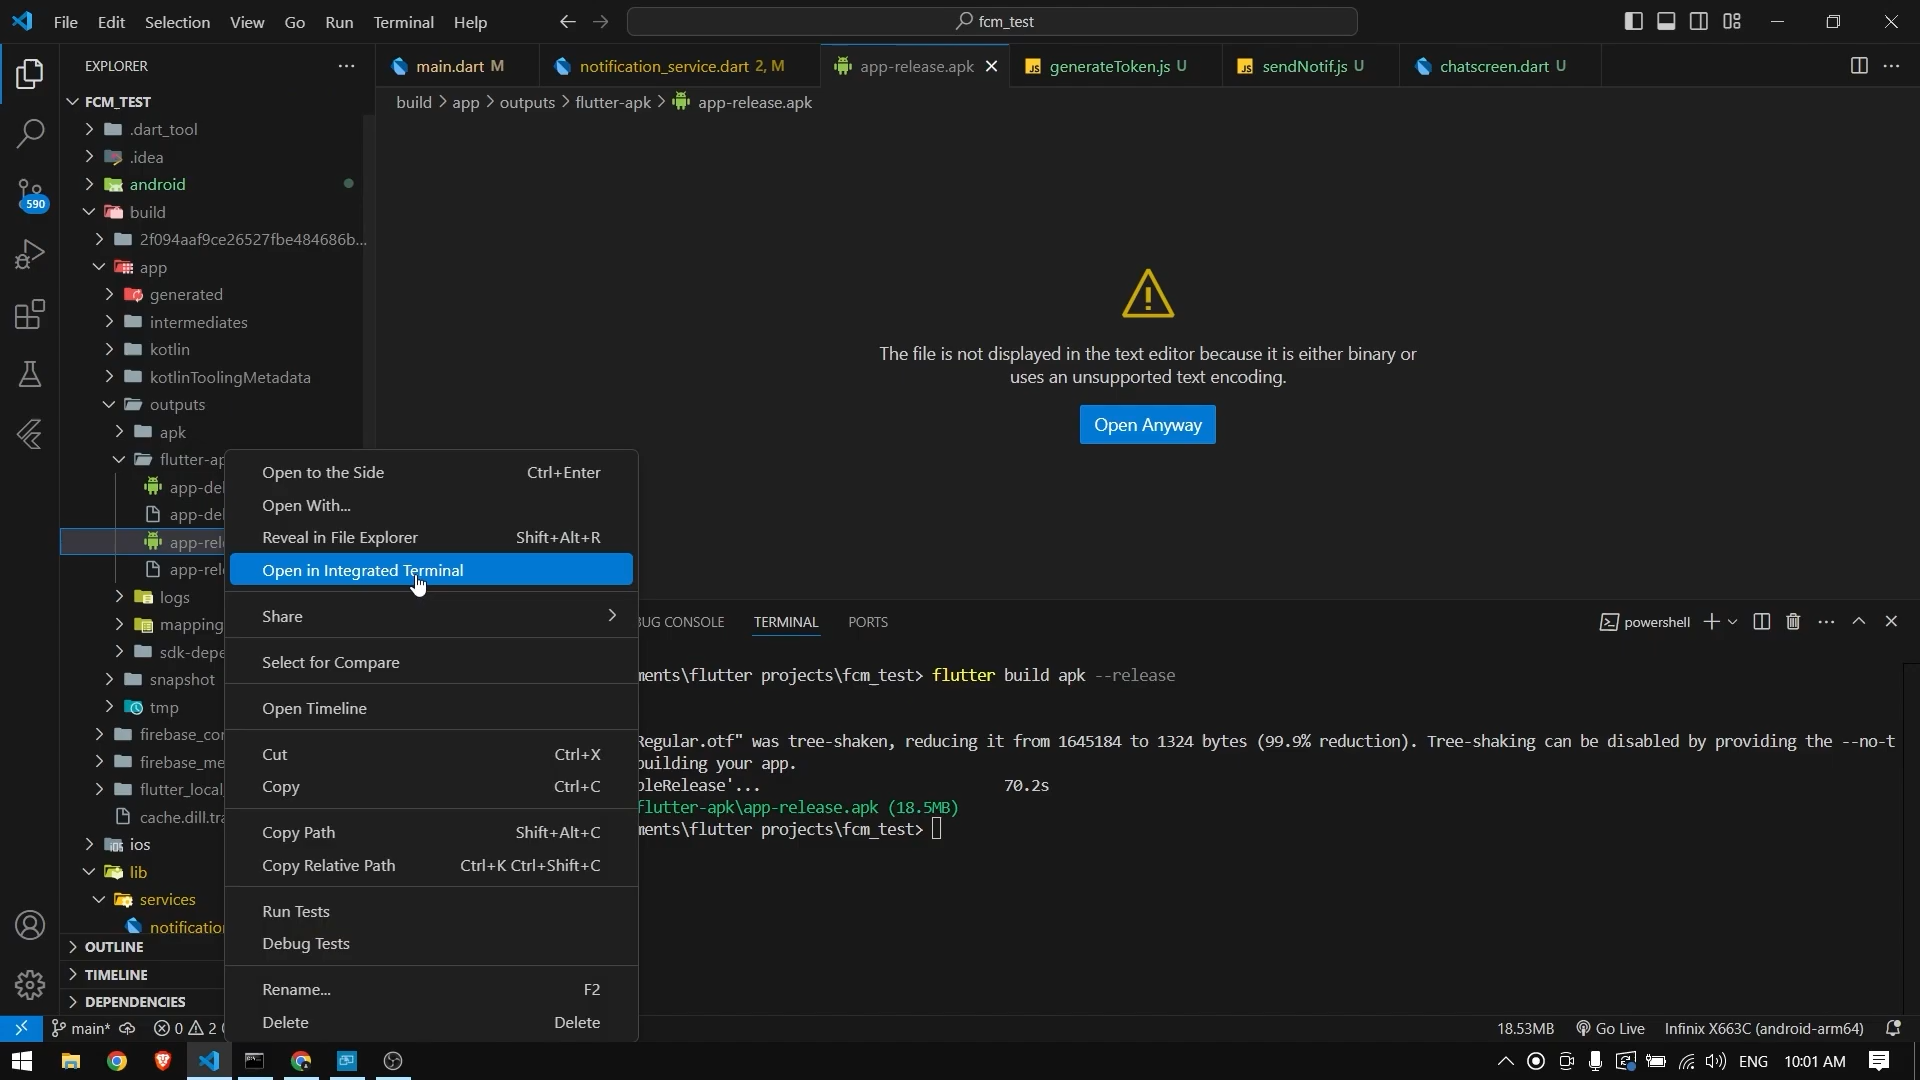 File Edit Selection View Go Run Terminal Help
fcm_test
EXPLORER
main.dart M
notification_service.dart 2, M
app-release.apk
generateToken.js U
sendNotif.js U
chatscreen.dart U
build > app > outputs > flutter-apk > app-release.apk
FCM_TEST
.dart_tool
.idea
android
590
build
2f094aaf9ce26527fbe484686b...
app
generated
intermediates
kotlin
kotlinToolingMetadata
outputs
apk
flutter-ap
app-del
app-del
app-rel
app-rel
logs
mapping
sdk-depe
snapshot
tmp
firebase_cor
firebase_me
flutter_local
cache.dill.tra
ios
lib
services
notification
OUTLINE
TIMELINE
DEPENDENCIES
The file is not displayed in the text editor because it is either binary or
uses an unsupported text encoding.
Open Anyway
Open to the Side Ctrl+Enter
Open With...
Reveal in File Explorer Shift+Alt+R
Open in Integrated Terminal
Share
Select for Compare
Open Timeline
Cut Ctrl+X
Copy Ctrl+C
Copy Path Shift+Alt+C
Copy Relative Path Ctrl+K Ctrl+Shift+C
Run Tests
Debug Tests
Rename... F2
Delete Delete
BUG CONSOLE TERMINAL PORTS
powershell
ments\flutter projects\fcm_test> flutter build apk --release
Regular.otf" was tree-shaken, reducing it from 1645184 to 1324 bytes (99.9% reduction). Tree-shaking can be disabled by providing the --no-t
building your app.
bleRelease'... 70.2s
flutter-apk\app-release.apk (18.5MB)
ments\flutter projects\fcm_test>
main* 0 2
18.53MB Go Live Infinix X663C (android-arm64)
ENG 10:01 AM